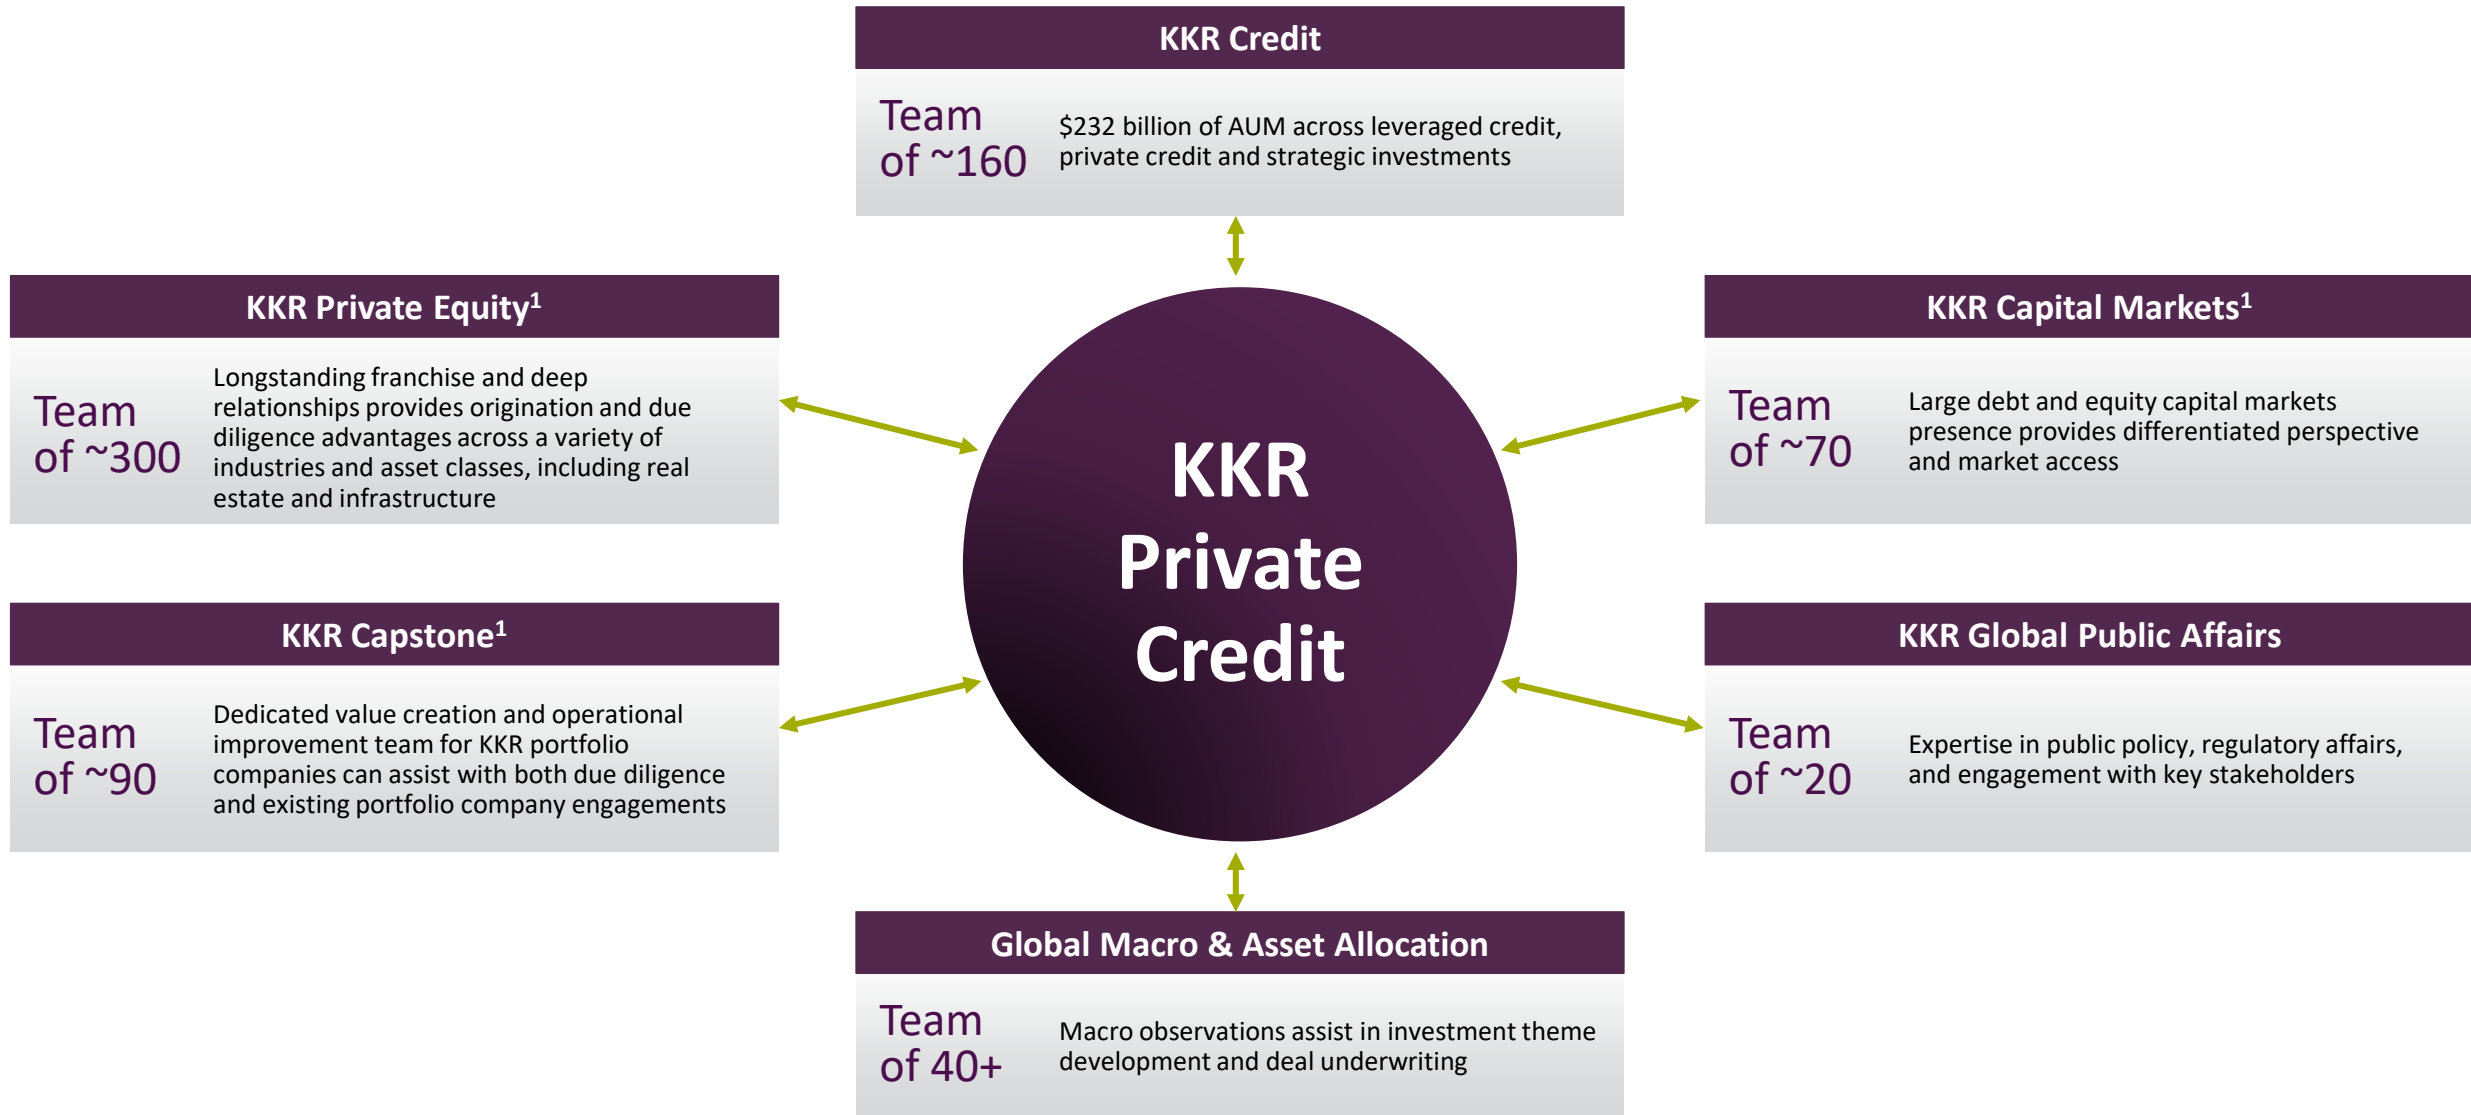 KKR Credit
Team
of ~160
$232 billion of AUM across leveraged credit,
private credit and strategic investments
KKR Private Equity¹
Team
of ~300
Longstanding franchise and deep
relationships provides origination and due
diligence advantages across a variety of
industries and asset classes, including real
estate and infrastructure
KKR Capital Markets¹
Team
of ~70
Large debt and equity capital markets
presence provides differentiated perspective
and market access
KKR
Private
Credit
KKR Capstone¹
Team
of ~90
Dedicated value creation and operational
improvement team for KKR portfolio
companies can assist with both due diligence
and existing portfolio company engagements
KKR Global Public Affairs
Team
of ~20
Expertise in public policy, regulatory affairs,
and engagement with key stakeholders
Global Macro & Asset Allocation
Team
of 40+
Macro observations assist in investment theme
development and deal underwriting